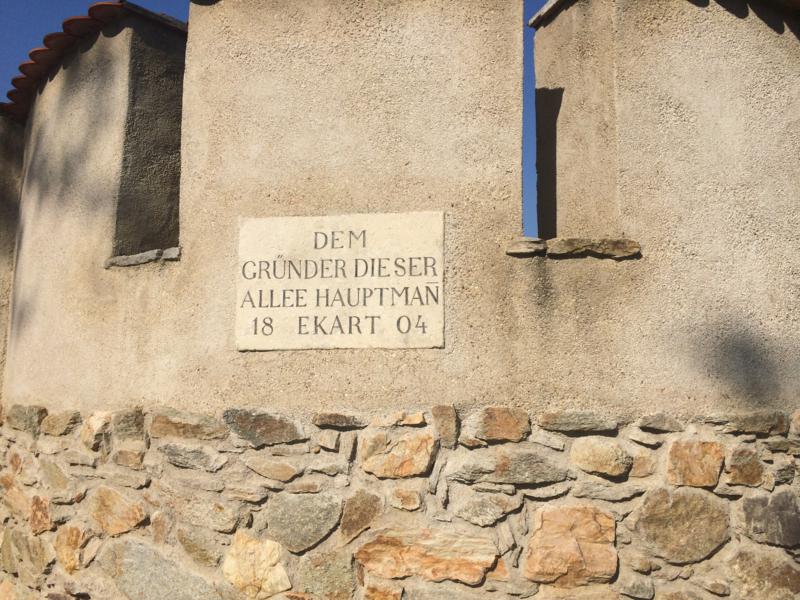 DEM
GRÜNDER DIESER
ALLEE HAUPTMAN̄
18 EKART 04